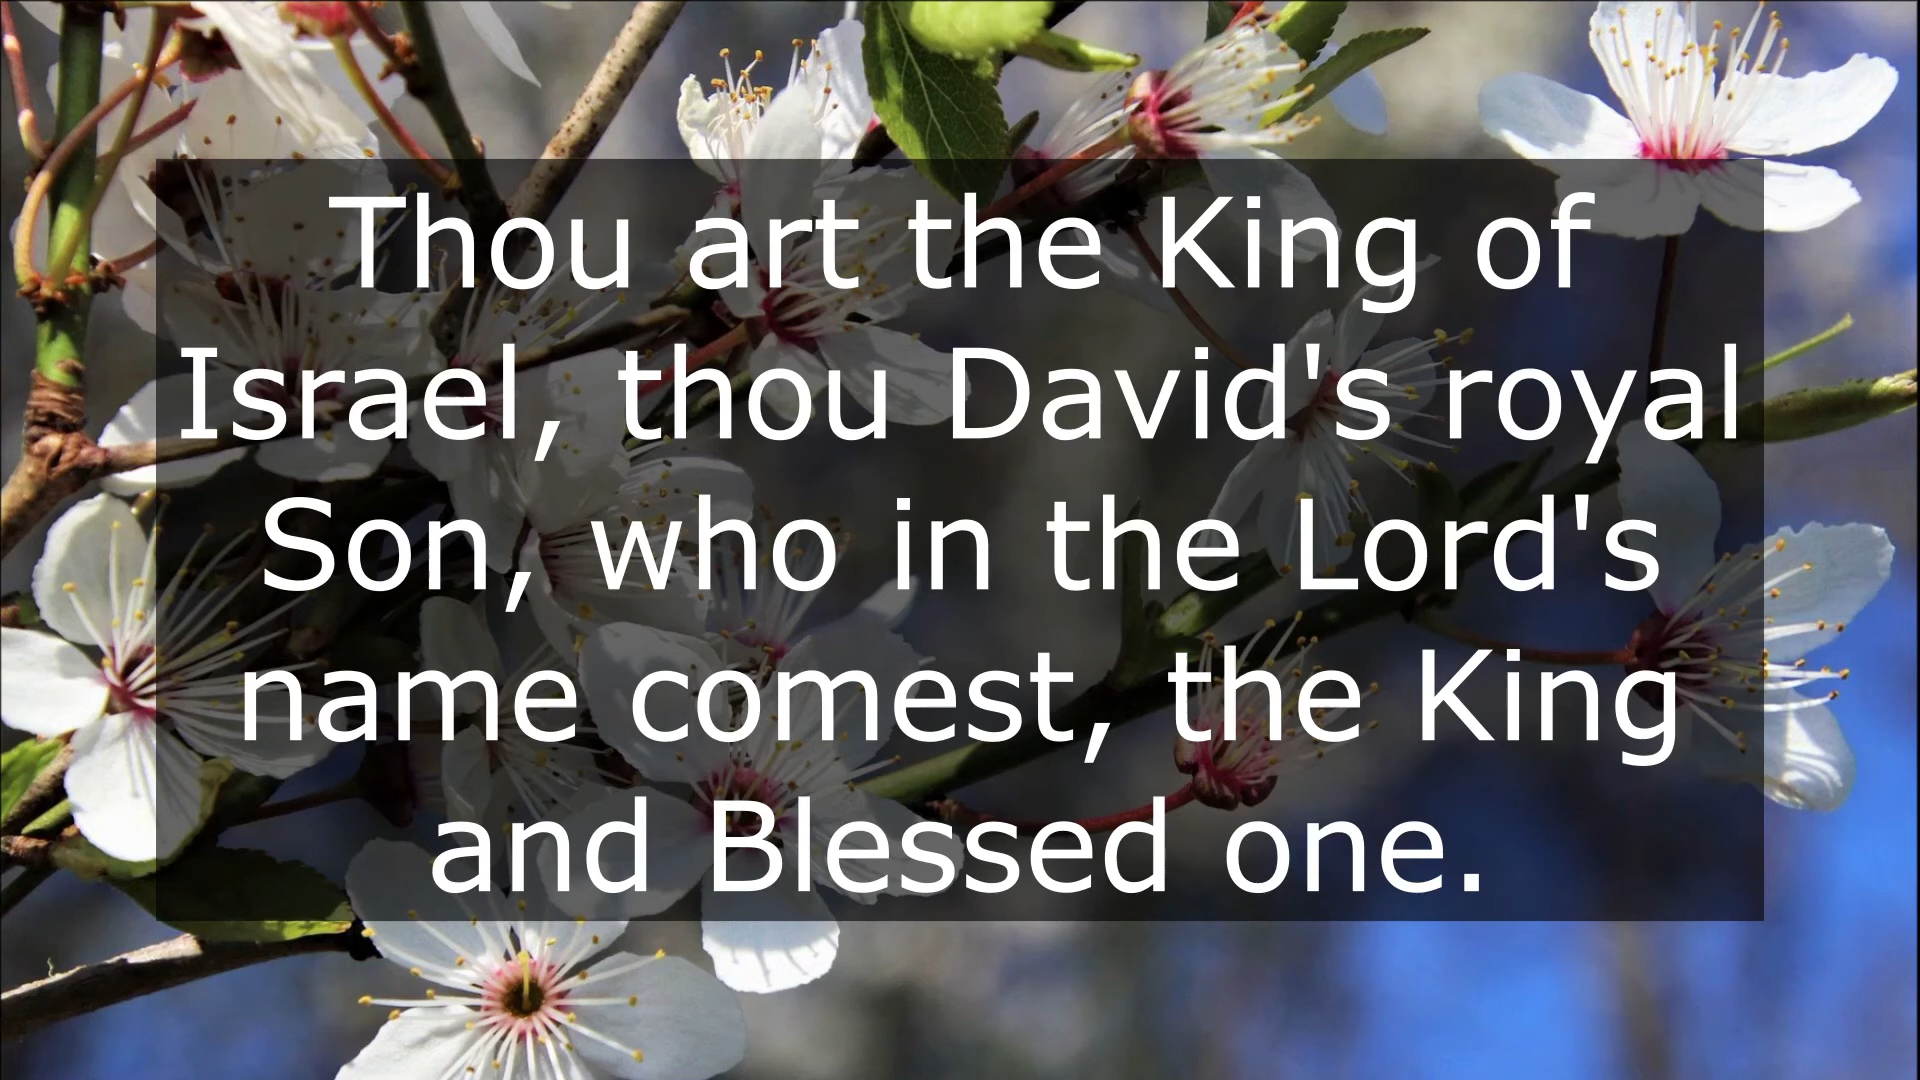 Thou art the King of
Israel, thou David's royal
Son, who in the Lord's
name comest, the King
and Blessed one.